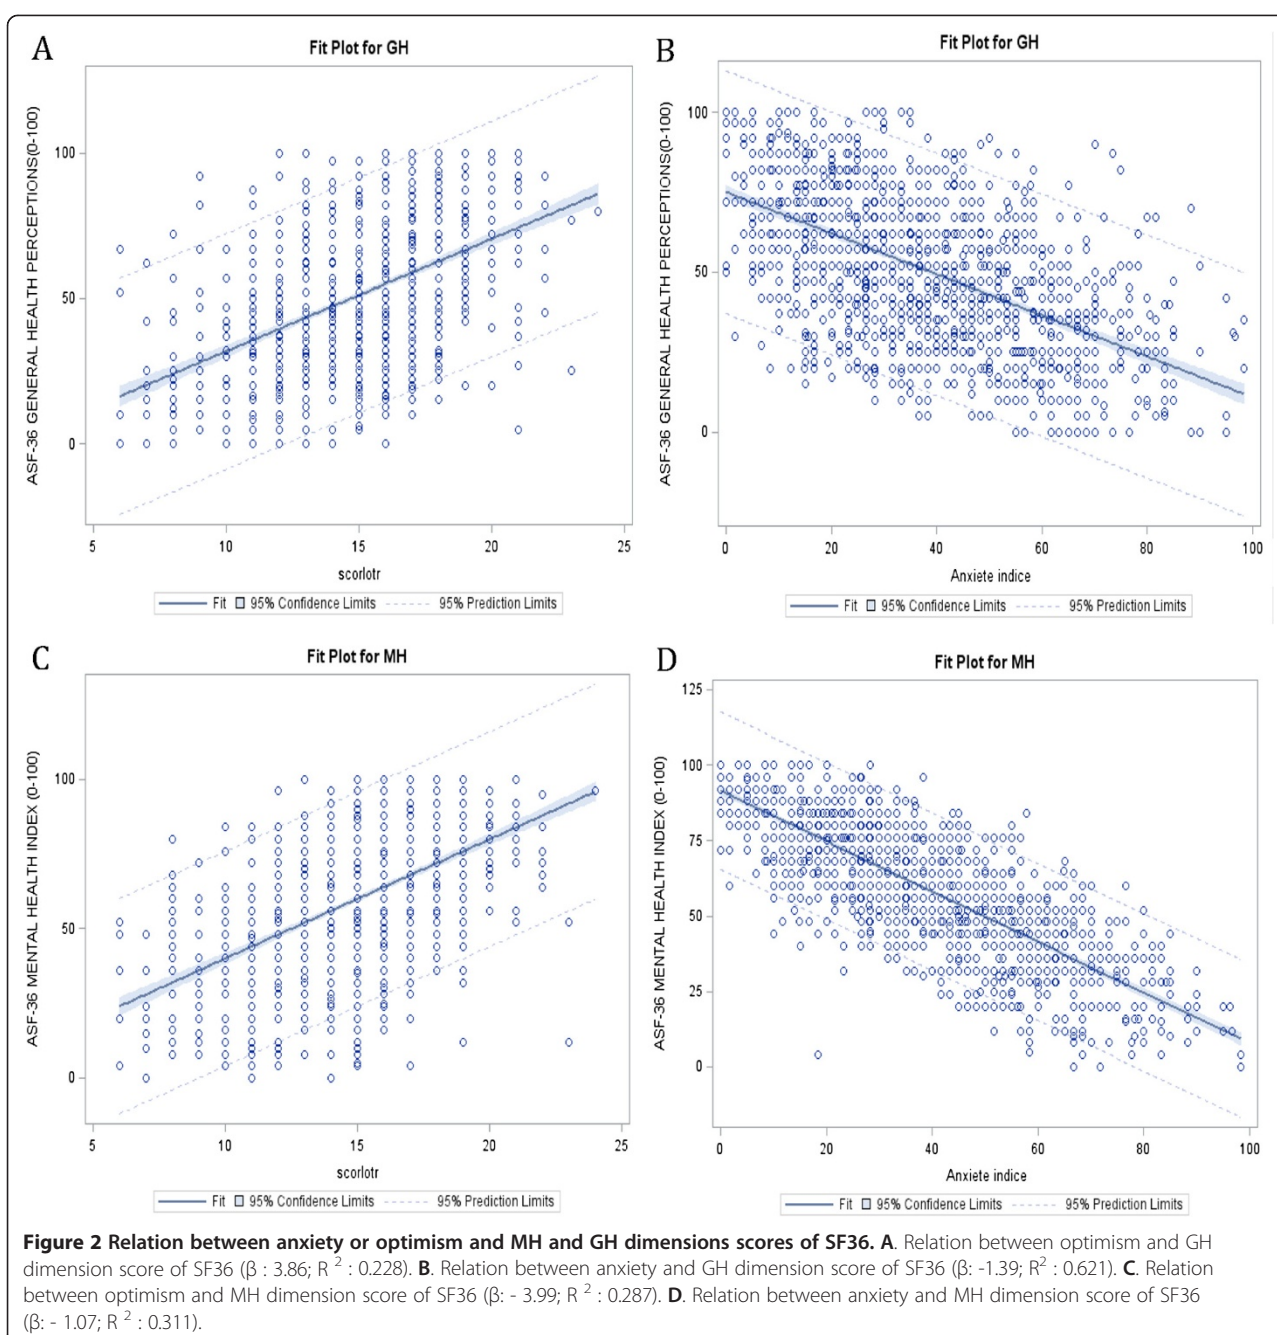 A
Fit Plot for GH
ASF-36 GENERAL HEALTH PERCEPTIONS(0-100)
100
50
0
5 10 15 20 25
scorlotr
Fit 95% Confidence Limits 95% Prediction Limits
B
Fit Plot for GH
ASF-36 GENERAL HEALTH PERCEPTIONS(0-100)
100
50
0
0 20 40 60 80 100
Anxiete indice
Fit 95% Confidence Limits 95% Prediction Limits
C
Fit Plot for MH
ASF-36 MENTAL HEALTH INDEX (0-100)
100
50
0
5 10 15 20 25
scorlotr
Fit 95% Confidence Limits 95% Prediction Limits
D
Fit Plot for MH
ASF-36 MENTAL HEALTH INDEX (0-100)
125
100
75
50
25
0
0 20 40 60 80 100
Anxiete indice
Fit 95% Confidence Limits 95% Prediction Limits
Figure 2 Relation between anxiety or optimism and MH and GH dimensions scores of SF36. A. Relation between optimism and GH
dimension score of SF36 (β : 3.86; R ² : 0.228). B. Relation between anxiety and GH dimension score of SF36 (β: -1.39; R² : 0.621). C. Relation
between optimism and MH dimension score of SF36 (β: - 3.99; R ² : 0.287). D. Relation between anxiety and MH dimension score of SF36
(β: - 1.07; R ² : 0.311).